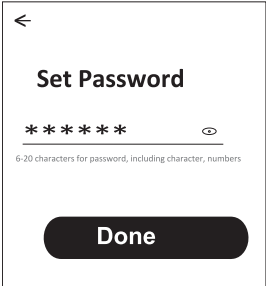 Set Password
******
6-20 characters for password, including character, numbers
Done